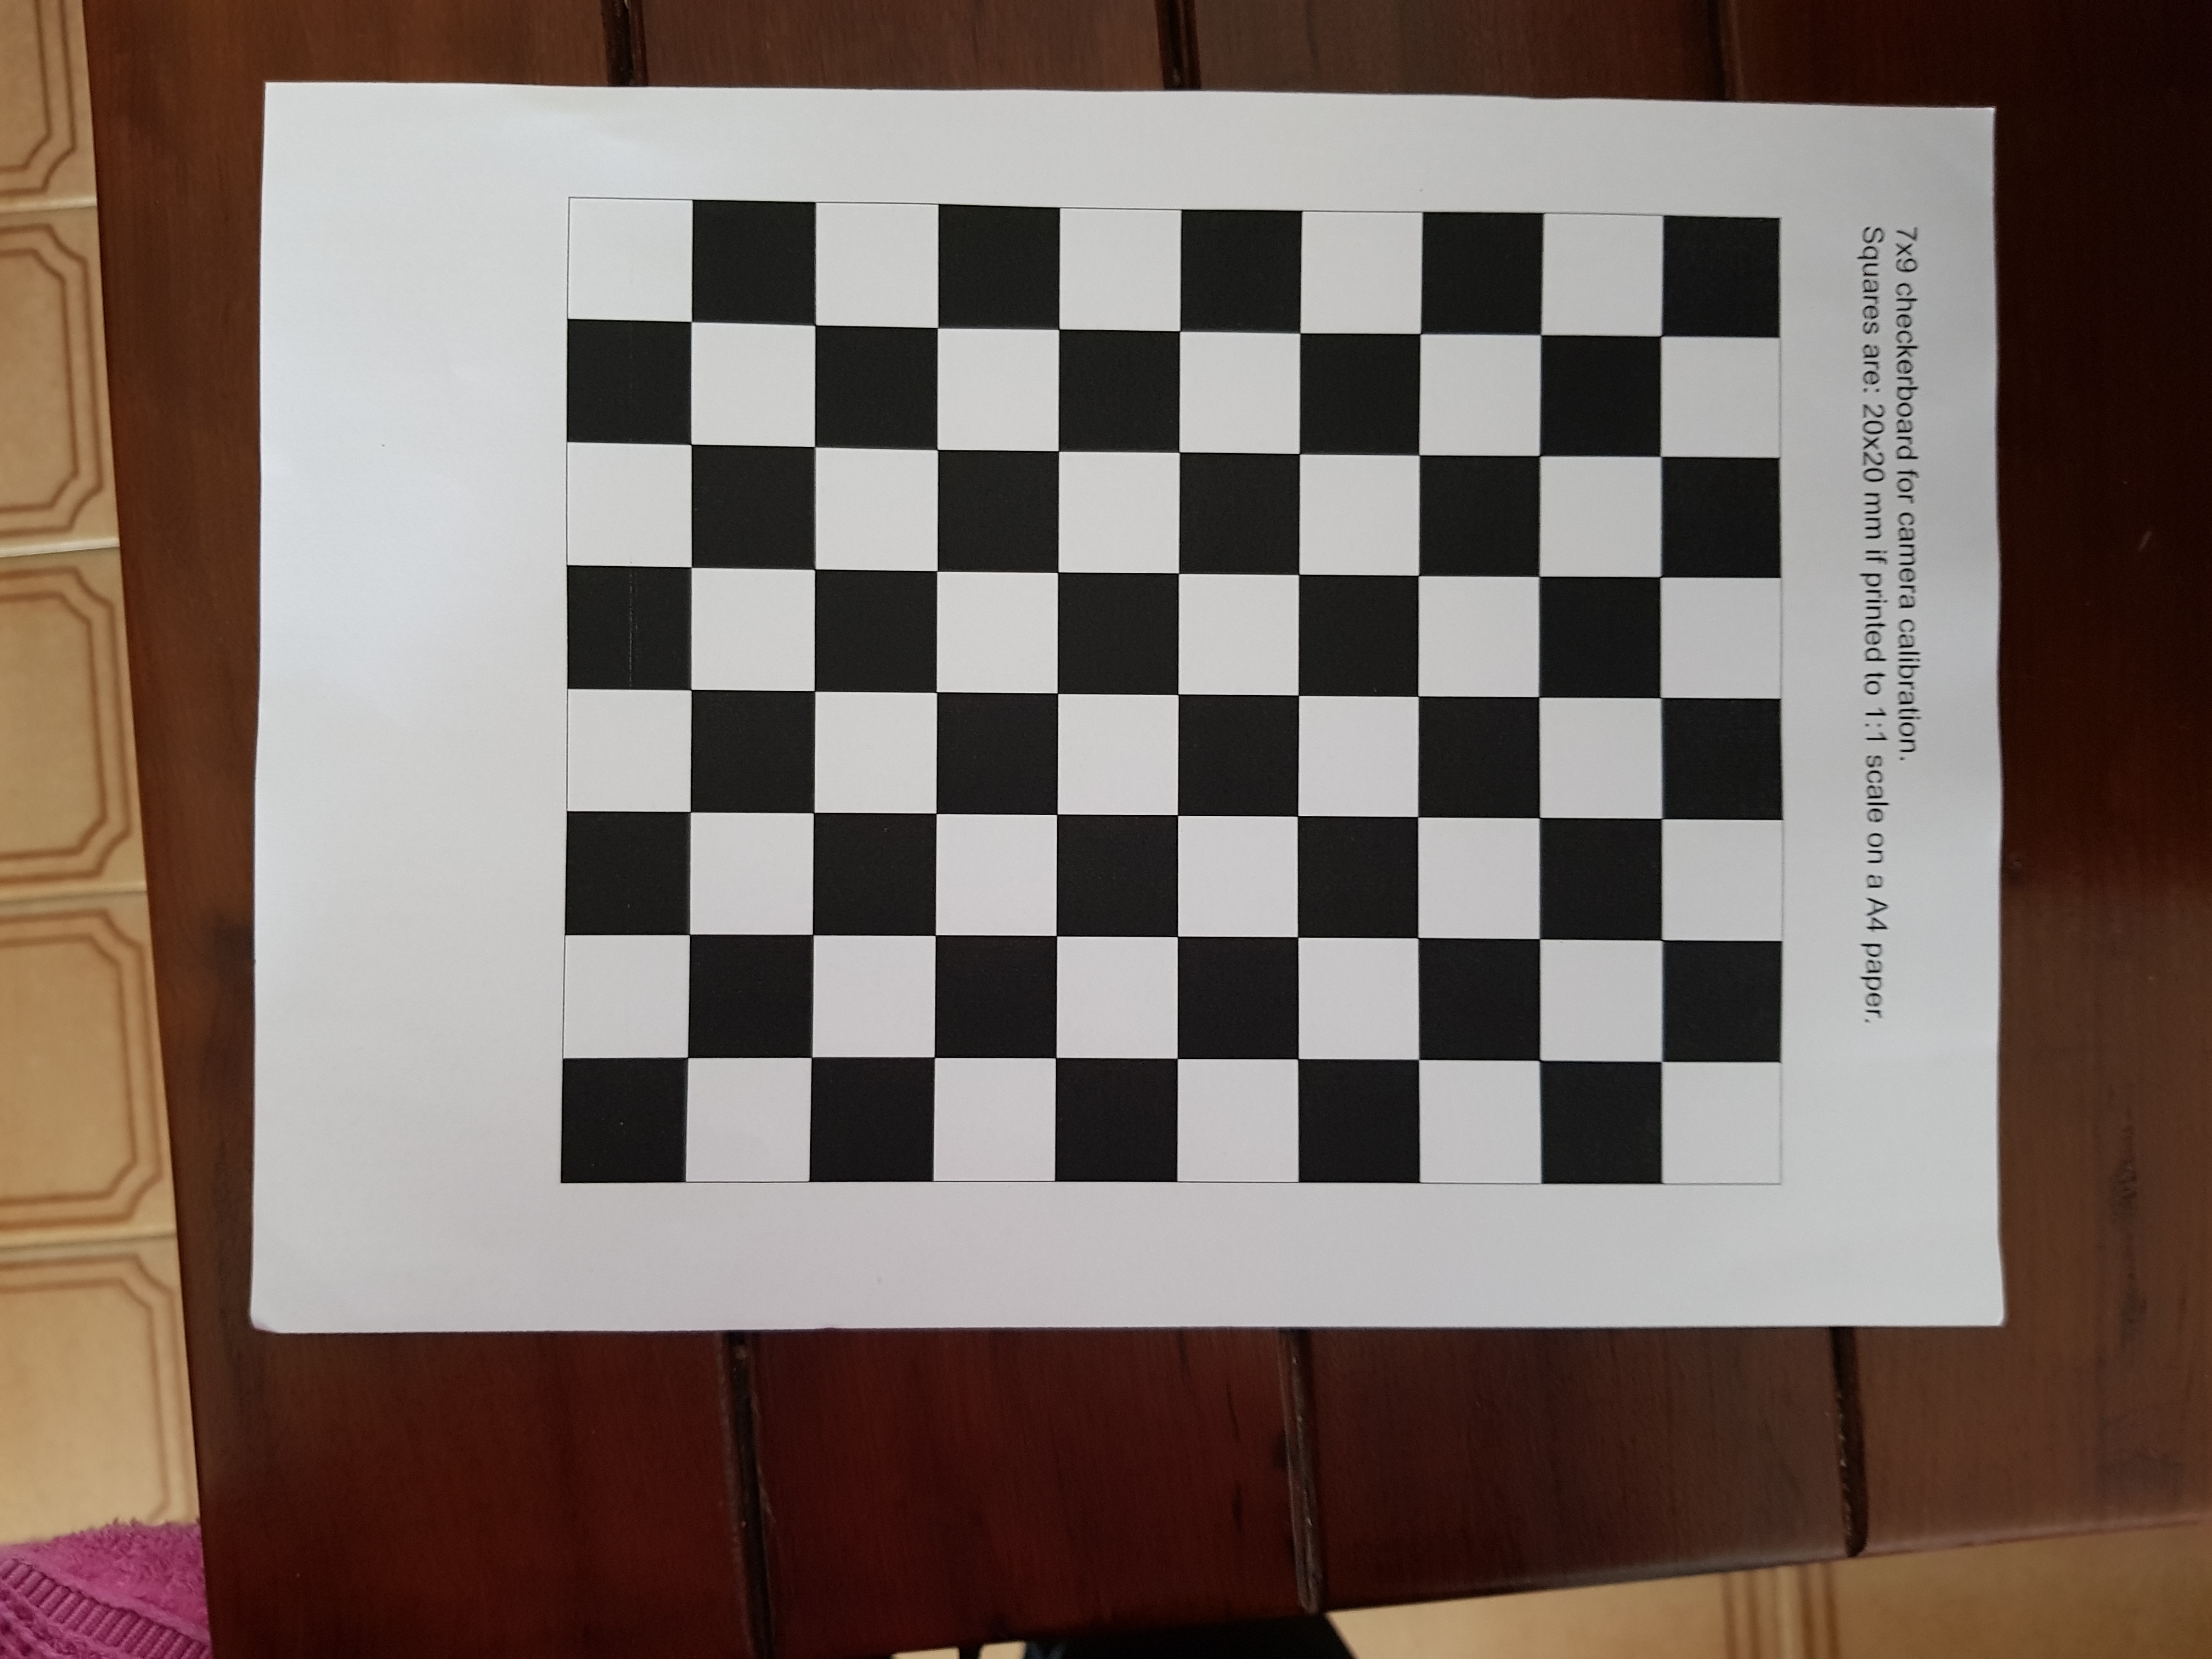 7x9 checkerboard for camera calibration.
Squares are: 20x20 mm if printed to 1:1 scale on a A4 paper.